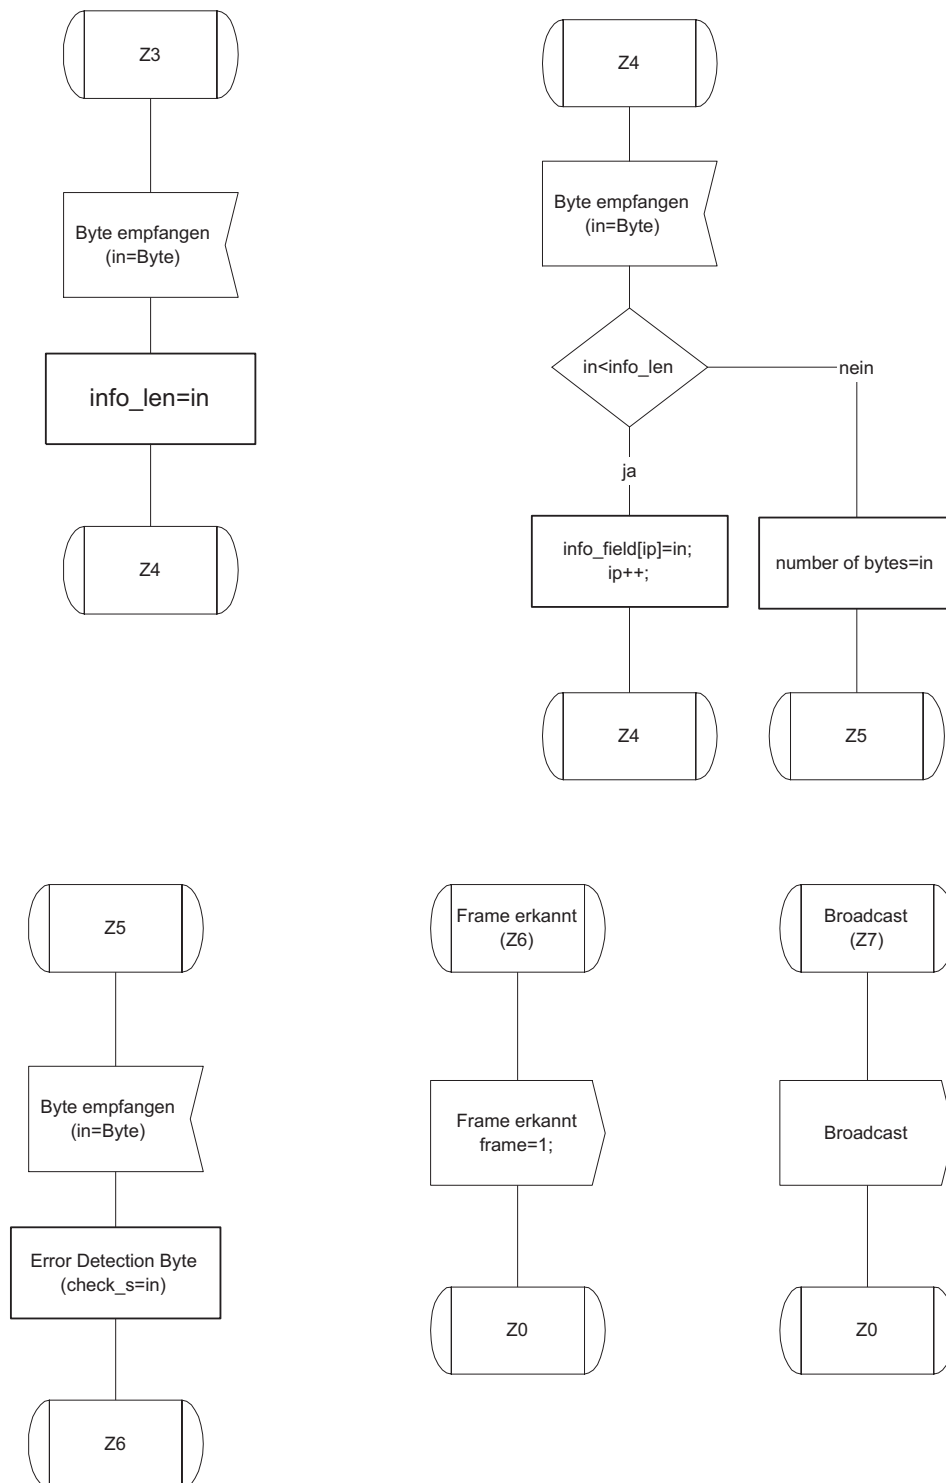 Z3
Byte empfangen
(in=Byte)
info_len=in
Z4
Z4
Byte empfangen
(in=Byte)
in<info_len
nein
ja
info_field[ip]=in;
ip++;
number of bytes=in
Z4
Z5
Z5
Byte empfangen
(in=Byte)
Error Detection Byte
(check_s=in)
Z6
Frame erkannt
(Z6)
Frame erkannt
frame=1;
Z0
Broadcast
(Z7)
Broadcast
Z0